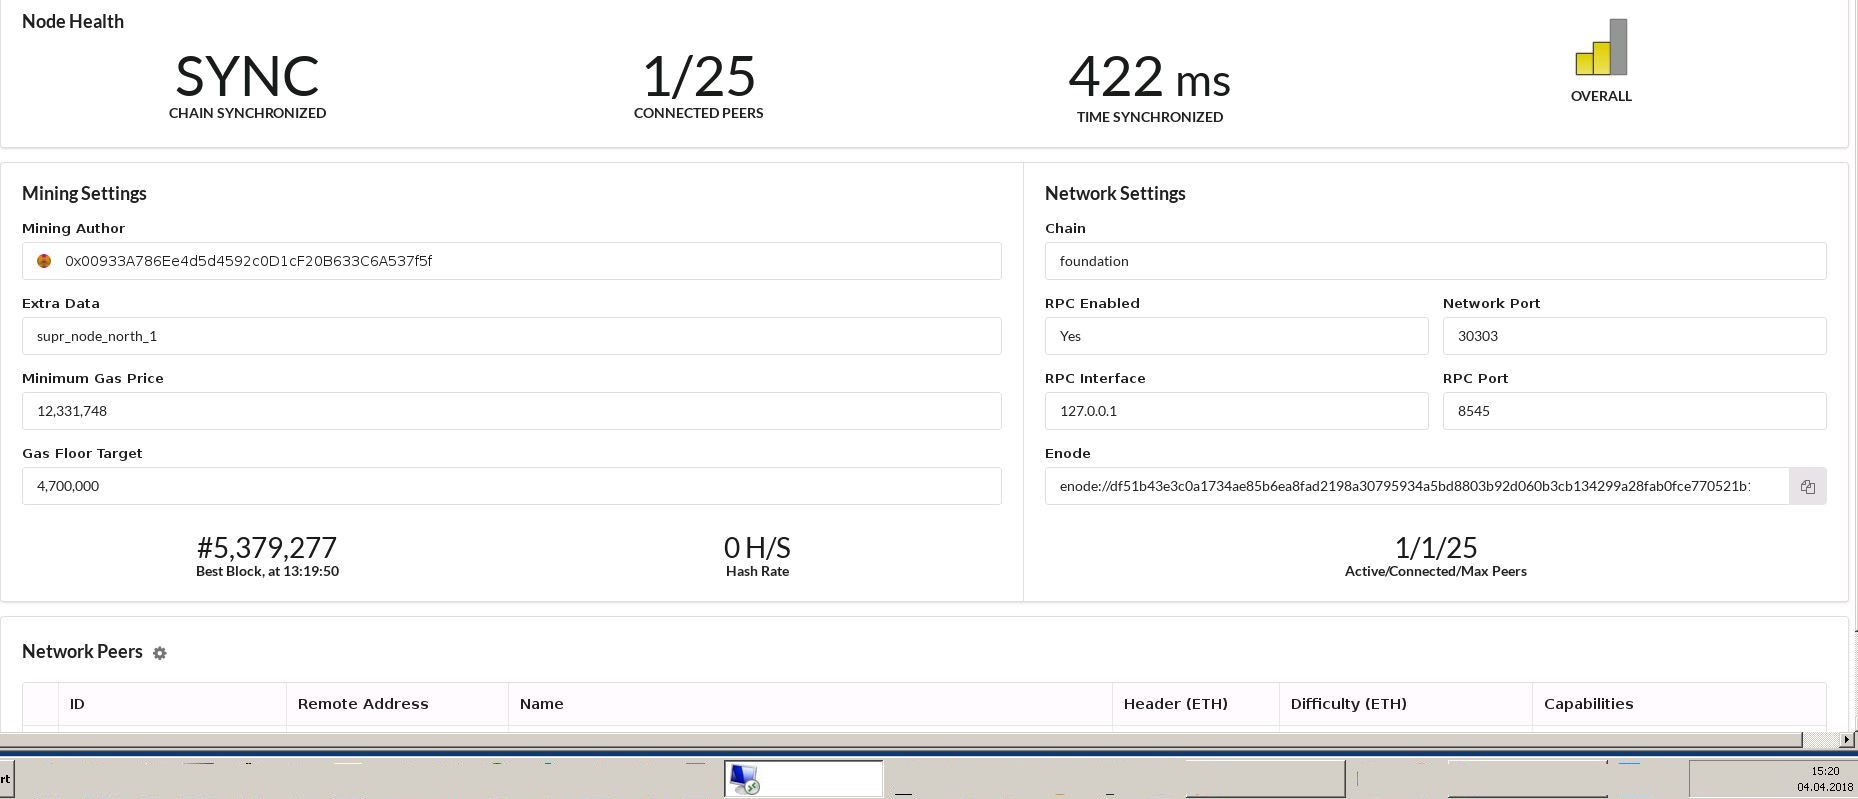 Node Health
SYNC
CHAIN SYNCHRONIZED
1/25
CONNECTED PEERS
422 ms
TIME SYNCHRONIZED
OVERALL
Mining Settings
Mining Author
0x00933A786Ee4d5d4592c0D1cF20B633C6A537f5f
Extra Data
supr_node_north_1
Minimum Gas Price
12,331,748
Gas Floor Target
4,700,000
#5,379,277
Best Block, at 13:19:50
0 H/S
Hash Rate
Network Settings
Chain
foundation
RPC Enabled
Yes
Network Port
30303
RPC Interface
127.0.0.1
RPC Port
8545
Enode
enode://df51b43e3c0a1734ae85b6ea8fad2198a30795934a5bd8803b92d060b3cb134299a28fab0fce770521b
1/1/25
Active/Connected/Max Peers
Network Peers
ID Remote Address Name Header (ETH) Difficulty (ETH) Capabilities
rt
15:20
04.04.2018